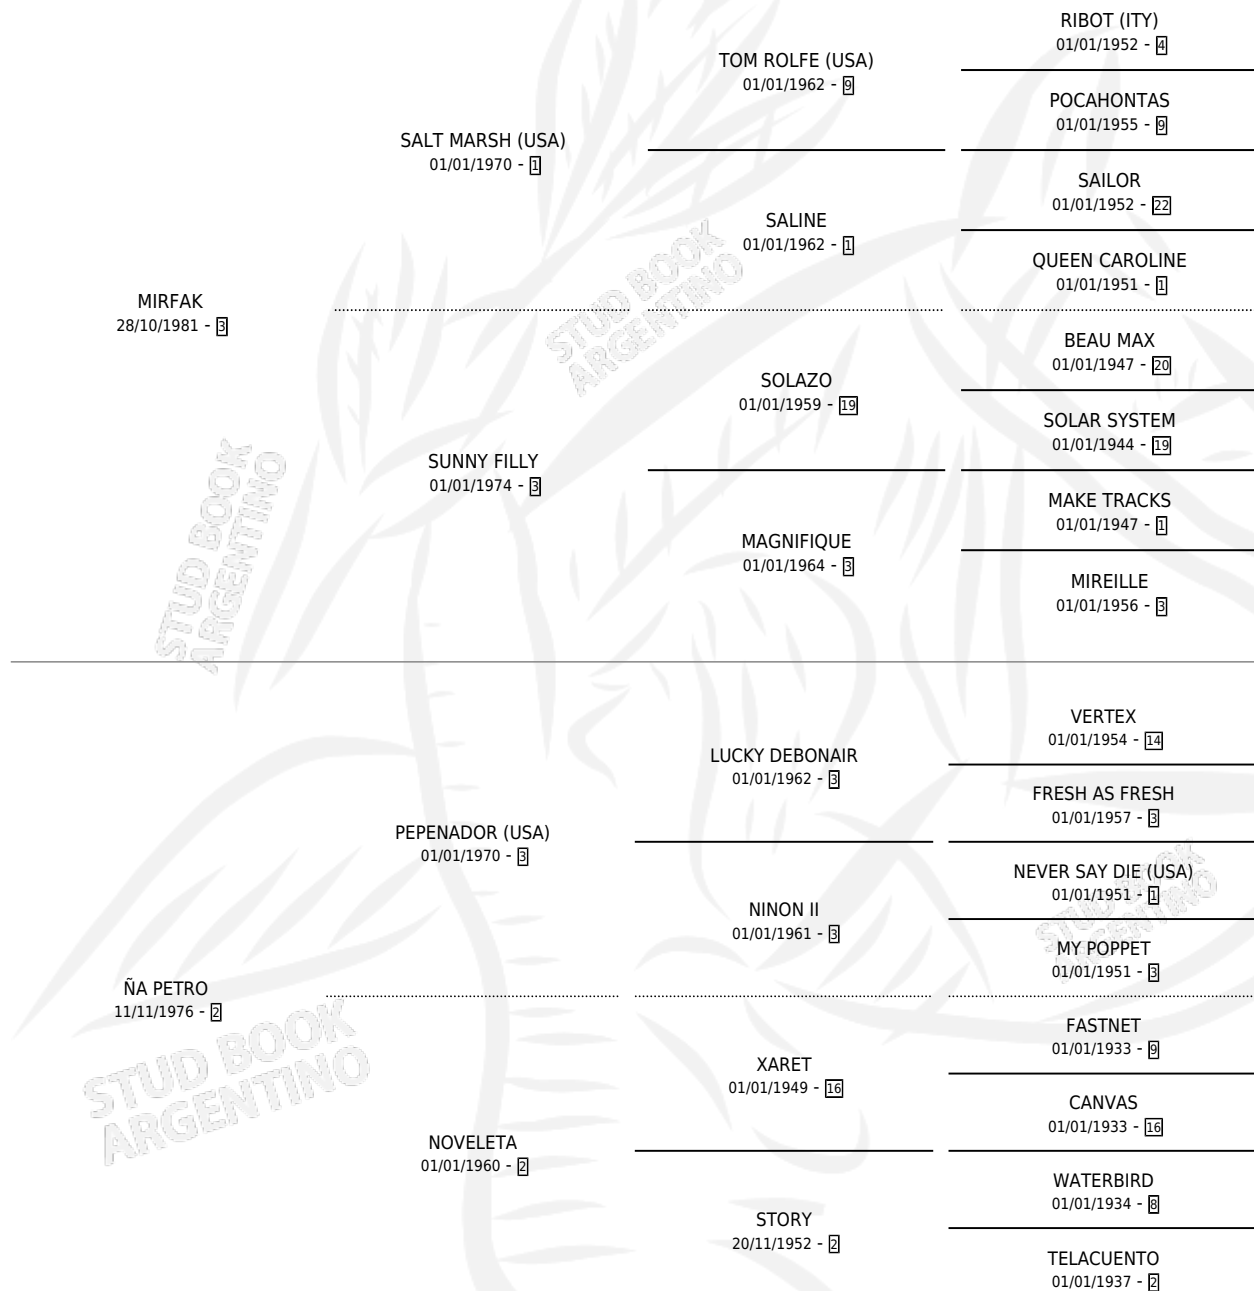 RIBOT (ITY)
01/01/1952 - 4
TOM ROLFE (USA)
01/01/1962 - 9
POCAHONTAS
01/01/1955 - 9
SALT MARSH (USA)
01/01/1970 - 1
SAILOR
01/01/1952 - 22
SALINE
01/01/1962 - 1
QUEEN CAROLINE
01/01/1951 - 1
MIRFAK
28/10/1981 - 3
STUD BOOK
ARGENTINO
BEAU MAX
01/01/1947 - 20
SOLAZO
01/01/1959 - 19
SOLAR SYSTEM
01/01/1944 - 19
SUNNY FILLY
01/01/1974 - 3
MAKE TRACKS
01/01/1947 - 1
MAGNIFIQUE
01/01/1964 - 3
MIREILLE
01/01/1956 - 3
STUD BOOK
ARGENTINO
VERTEX
01/01/1954 - 14
LUCKY DEBONAIR
01/01/1962 - 3
FRESH AS FRESH
01/01/1957 - 3
PEPENADOR (USA)
01/01/1970 - 3
NEVER SAY DIE (USA)
01/01/1951 - 1
NINON II
01/01/1961 - 3
STUD BOOK
ARGENTINO
MY POPPET
01/01/1951 - 3
ÑA PETRO
11/11/1976 - 2
STUD BOOK
ARGENTINO
FASTNET
01/01/1933 - 9
XARET
01/01/1949 - 16
CANVAS
01/01/1933 - 16
NOVELETA
01/01/1960 - 2
WATERBIRD
01/01/1934 - 8
STORY
20/11/1952 - 2
TELACUENTO
01/01/1937 - 2